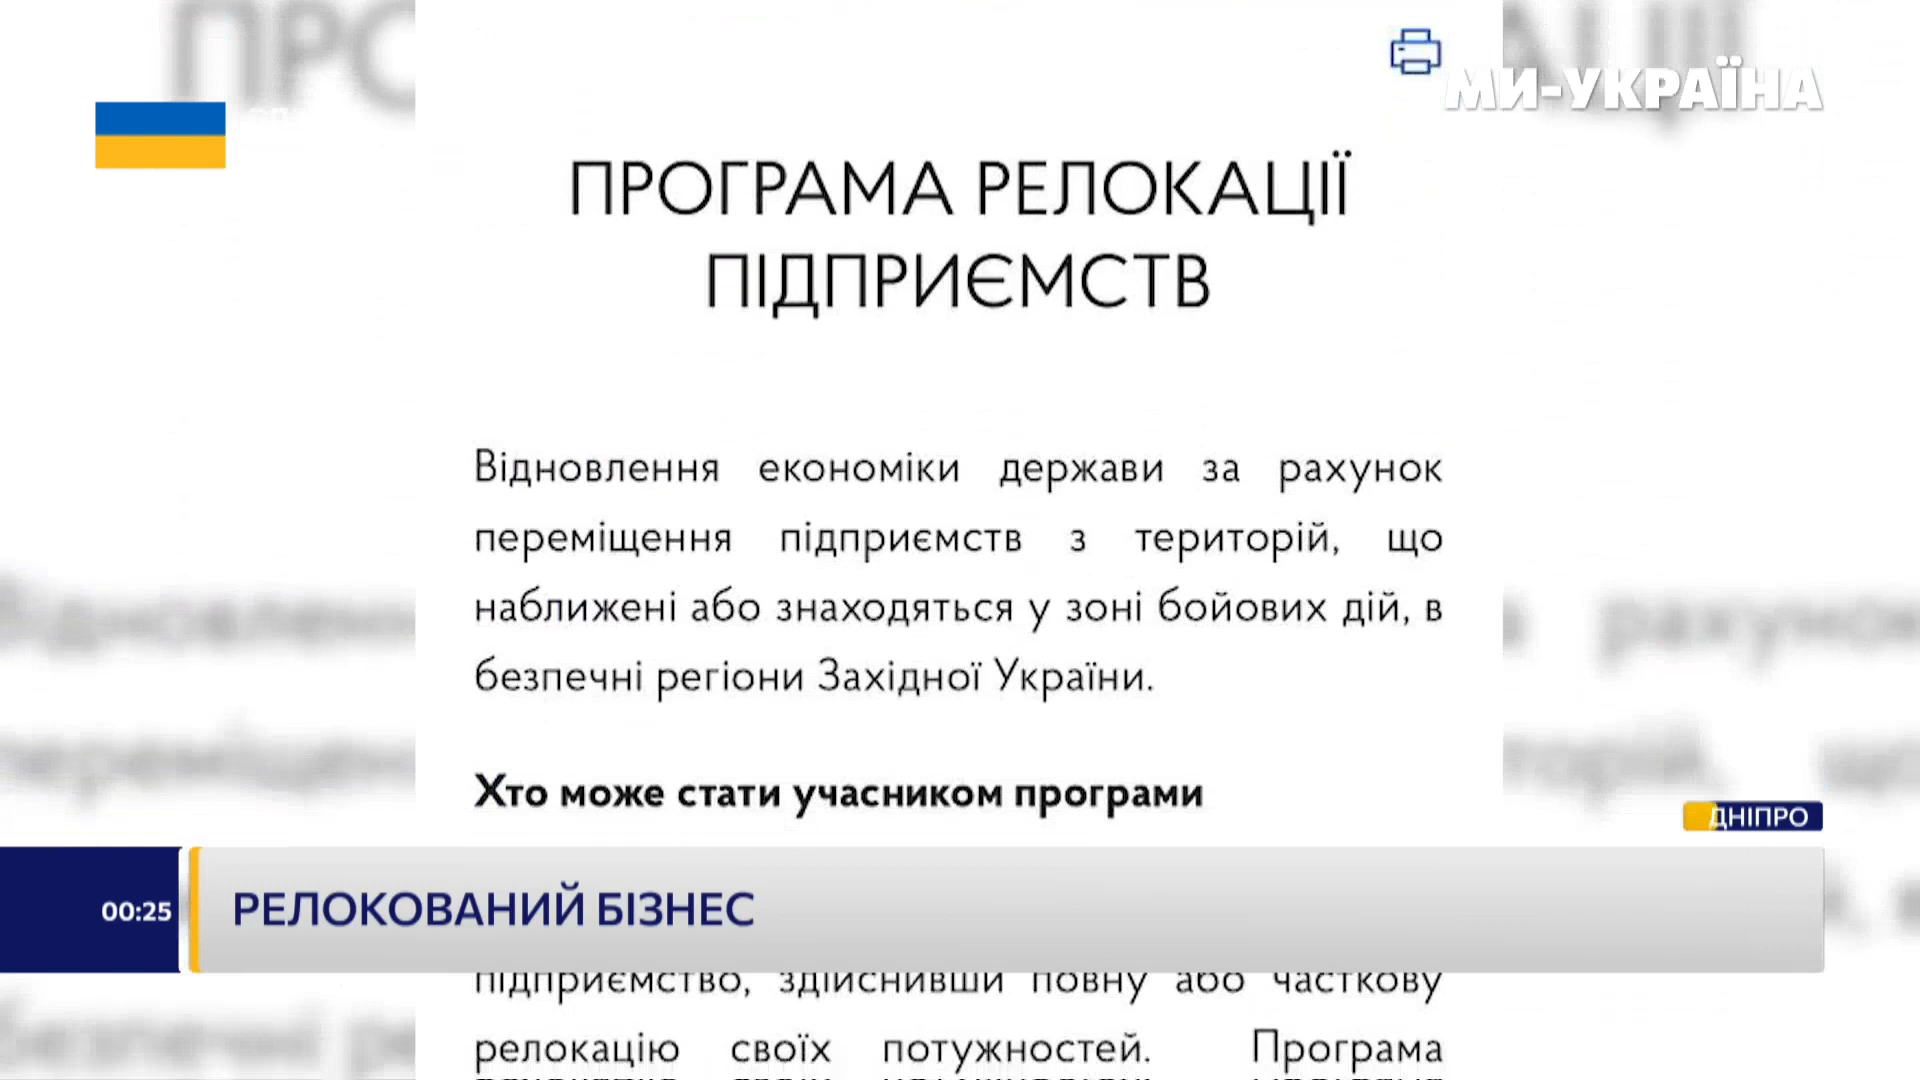 МИ-УКРАЇНА
ПРОГРАМА РЕЛОКАЦІЇ
ПІДПРИЄМСТВ
Відновлення економіки держави за рахунок
переміщення підприємств з територій, що
наближені або знаходяться у зоні бойових дій, в
безпечні регіони Західної України.
Хто може стати учасником програми
ДНІПРО
00:25
РЕЛОКОВАНИЙ БІЗНЕС
підприємство, здійснивши повну або часткову
релокацію своїх потужностей. Програма